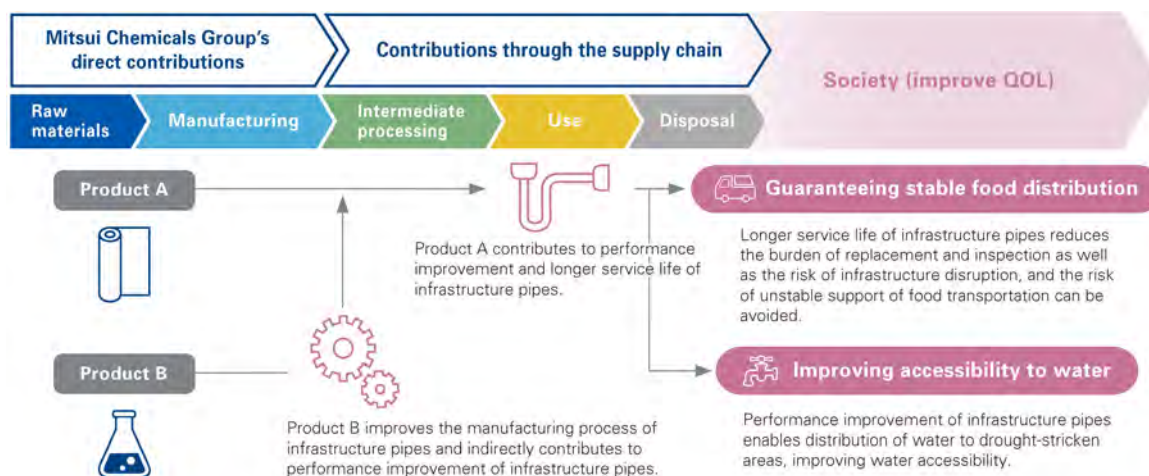 Mitsui Chemicals Group's
direct contributions
Contributions through the supply chain
Society (improve QOL)
Raw
materials
Manufacturing
Intermediate
processing
Use
Disposal
Product A
Product A contributes to performance
improvement and longer service life of
infrastructure pipes.
Guaranteeing stable food distribution
Longer service life of infrastructure pipes reduces
the burden of replacement and inspection as well
as the risk of infrastructure disruption, and the risk
of unstable support of food transportation can be
avoided.
Product B
Product B improves the manufacturing process of
infrastructure pipes and indirectly contributes to
performance improvement of infrastructure pipes.
Improving accessibility to water
Performance improvement of infrastructure pipes
enables distribution of water to drought-stricken
areas, improving water accessibility.